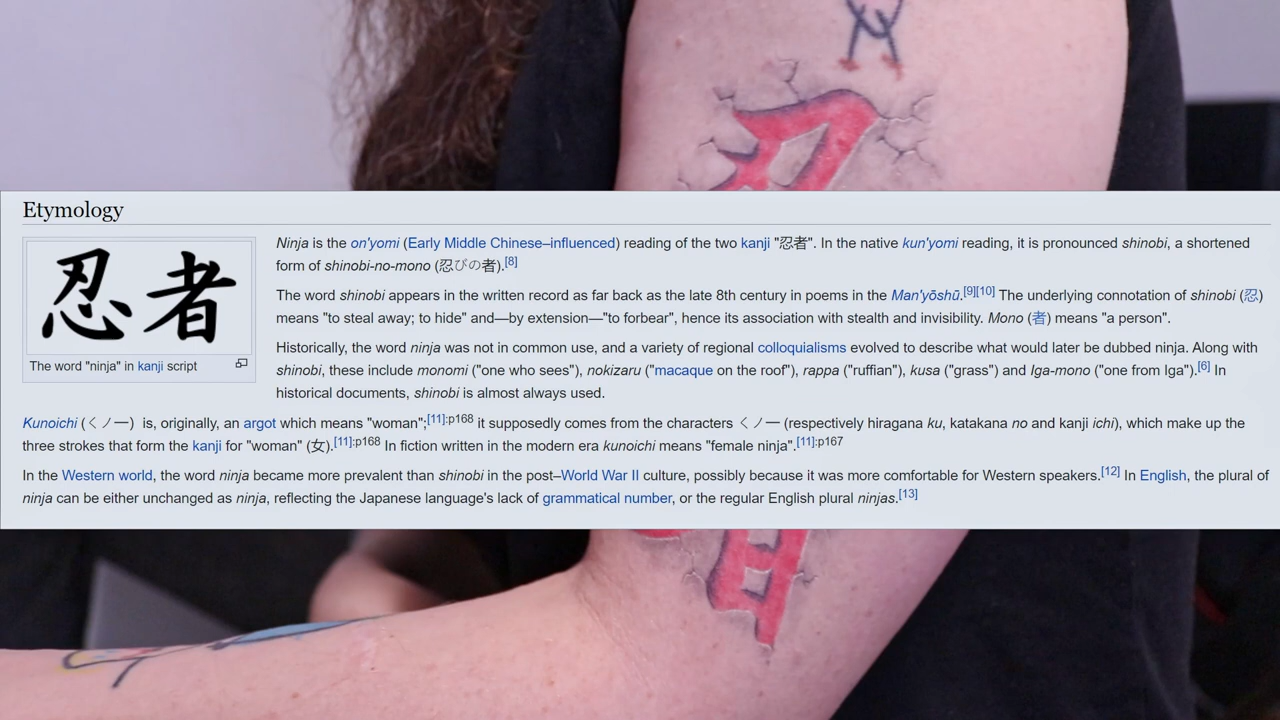 Etymology
忍者
The word "ninja" in kanji script
Ninja is the on'yomi (Early Middle Chinese–influenced) reading of the two kanji "忍者". In the native kun'yomi reading, it is pronounced shinobi, a shortened
form of shinobi-no-mono (忍びの者).[8]
The word shinobi appears in the written record as far back as the late 8th century in poems in the Man'yōshū.[9][10] The underlying connotation of shinobi (忍)
means "to steal away; to hide" and—by extension—"to forbear", hence its association with stealth and invisibility. Mono (者) means "a person".
Historically, the word ninja was not in common use, and a variety of regional colloquialisms evolved to describe what would later be dubbed ninja. Along with
shinobi, these include monomi ("one who sees"), nokizaru ("macaque on the roof"), rappa ("ruffian"), kusa ("grass") and Iga-mono ("one from Iga").[6] In
historical documents, shinobi is almost always used.
Kunoichi (くノ一) is, originally, an argot which means "woman";[11]:p168 it supposedly comes from the characters くノ一 (respectively hiragana ku, katakana no and kanji ichi), which make up the
three strokes that form the kanji for "woman" (女).[11]:p168 In fiction written in the modern era kunoichi means "female ninja".[11]:p167
In the Western world, the word ninja became more prevalent than shinobi in the post–World War II culture, possibly because it was more comfortable for Western speakers.[12] In English, the plural of
ninja can be either unchanged as ninja, reflecting the Japanese language's lack of grammatical number, or the regular English plural ninjas.[13]